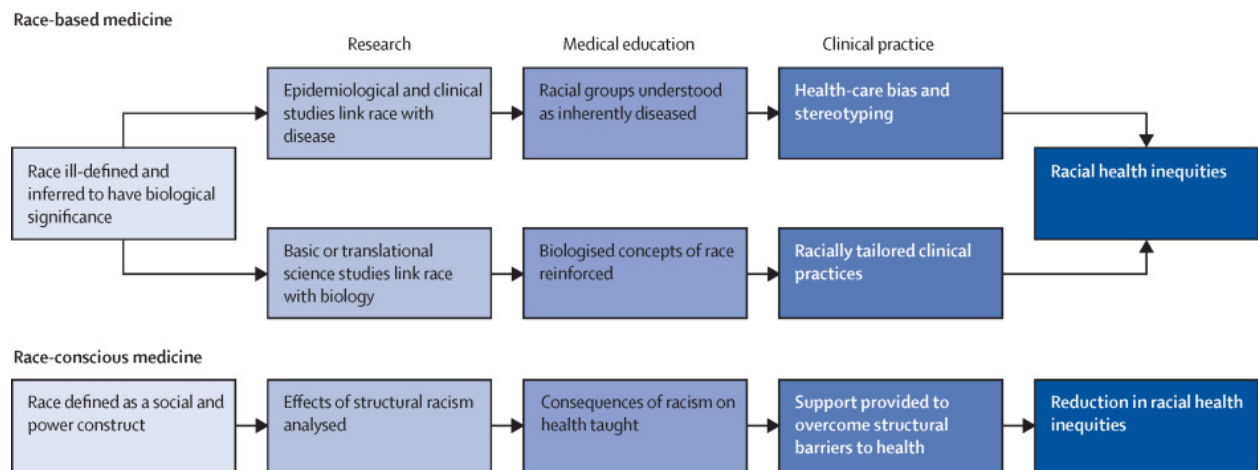 Race-based medicine
Research
Medical education
Clinical practice
Epidemiological and clinical
studies link race with
disease
Racial groups understood
as inherently diseased
Health-care bias and
stereotyping
Race ill-defined and
inferred to have biological
significance
Racial health inequities
Basic or translational
science studies link race
with biology
Biologised concepts of race
reinforced
Racially tailored clinical
practices
Race-conscious medicine
Race defined as a social and
power construct
Effects of structural racism
analysed
Consequences of racism on
health taught
Support provided to
overcome structural
barriers to health
Reduction in racial health
inequities